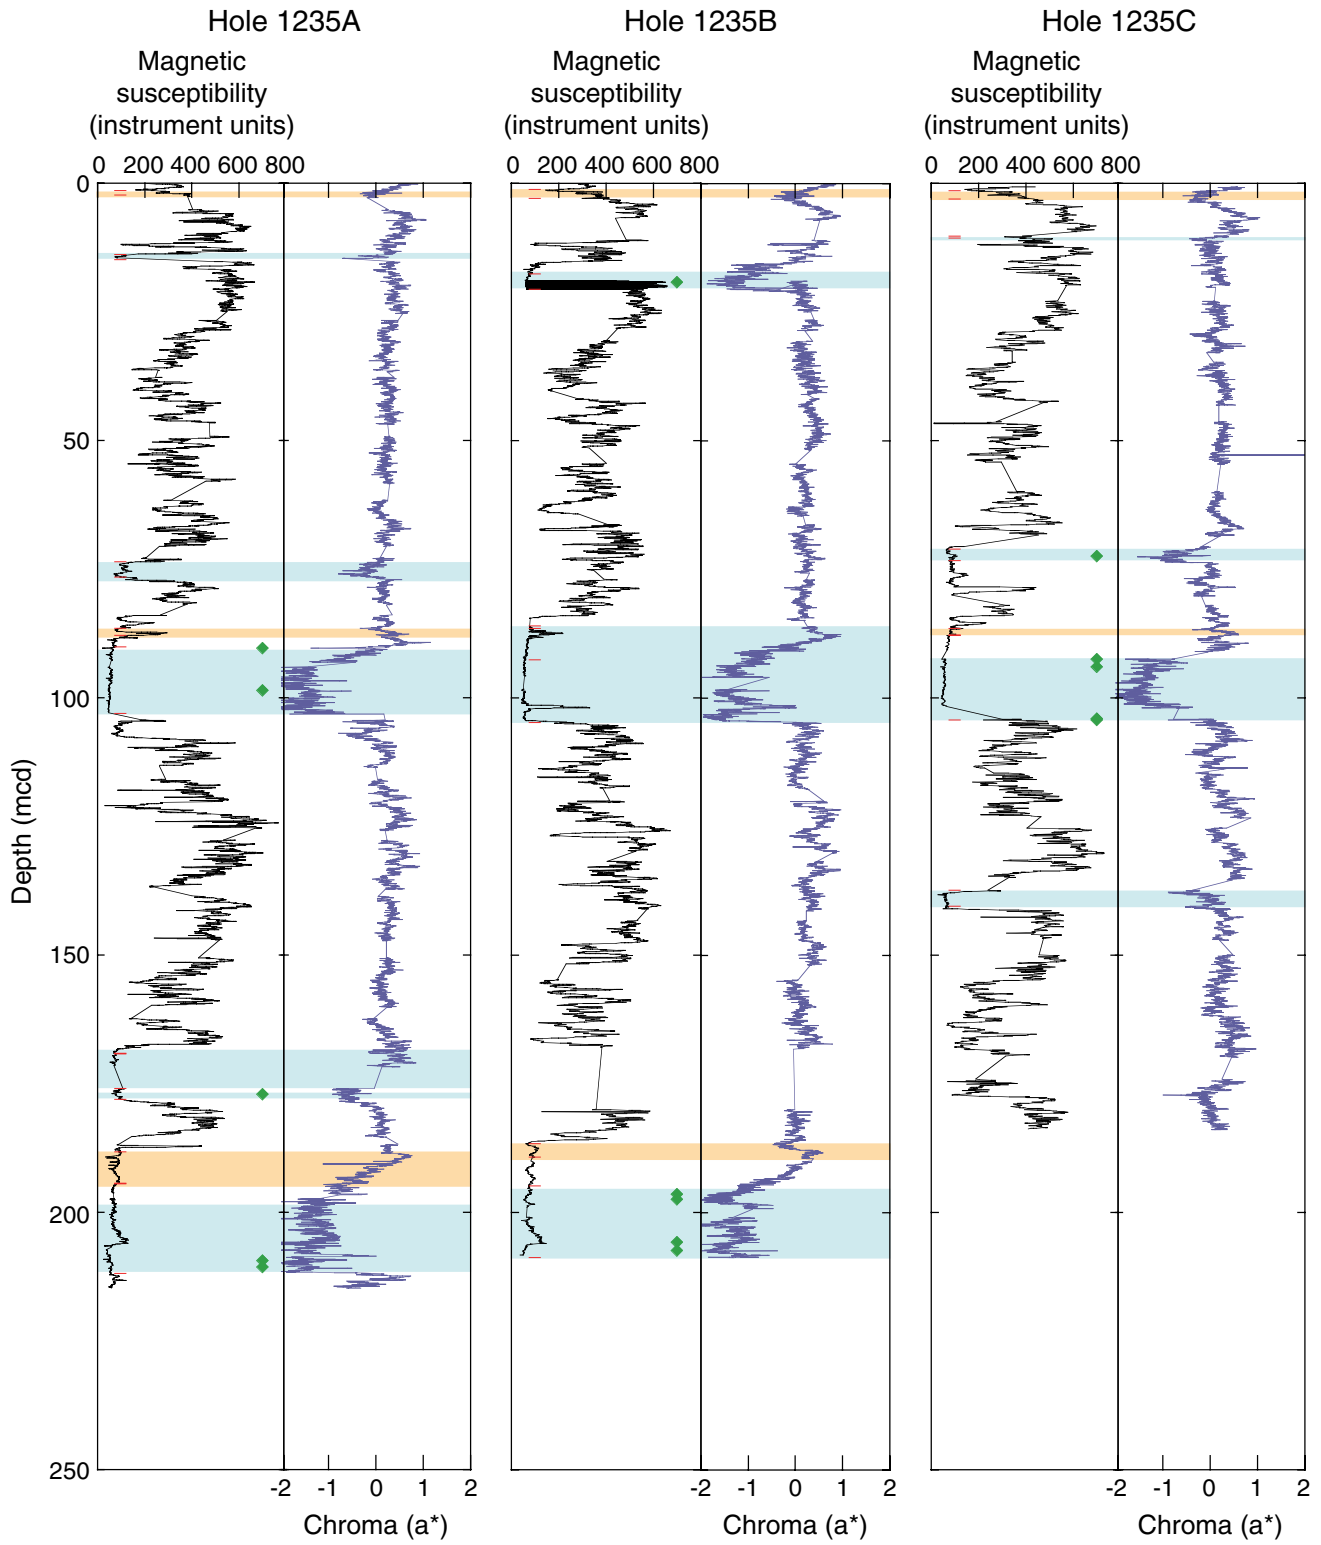 Hole 1235A
Hole 1235B
Hole 1235C
Magnetic
susceptibility
(instrument units)
Magnetic
susceptibility
(instrument units)
Magnetic
susceptibility
(instrument units)
0 200 400 600 800
0 200 400 600 800
0 200 400 600 800
0
50
100
150
200
250
Depth (mcd)
-2 -1 0 1 2
-2 -1 0 1 2
-2 -1 0 1 2
Chroma (a*)
Chroma (a*)
Chroma (a*)